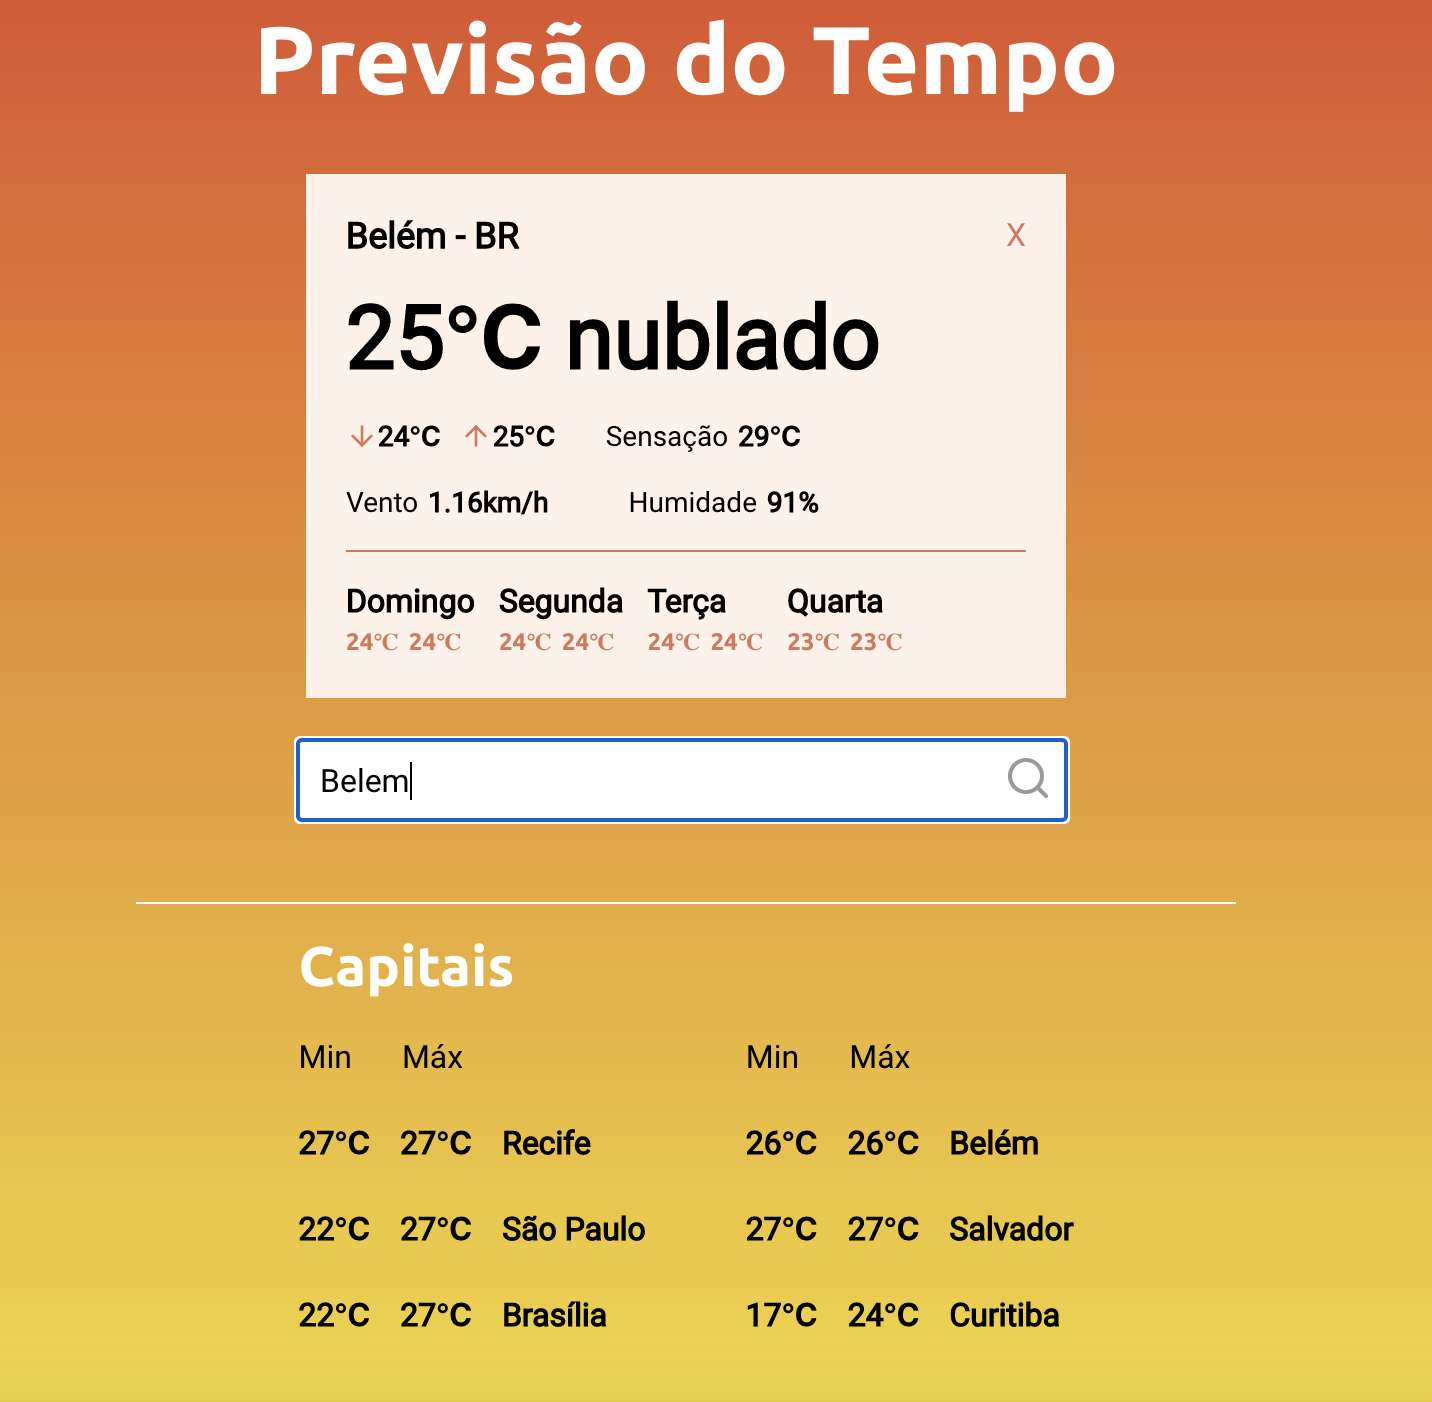 Previsão do Tempo
Belém - BR X
25°C nublado
↓24°C ↑25°C Sensação 29°C
Vento 1.16km/h Humidade 91%
Domingo Segunda Terça Quarta
24°C 24°C 24°C 24°C 24°C 24°C 23°C 23°C
Belem
Capitais
Min Máx Min Máx
27°C 27°C Recife 26°C 26°C Belém
22°C 27°C São Paulo 27°C 27°C Salvador
22°C 27°C Brasília 17°C 24°C Curitiba